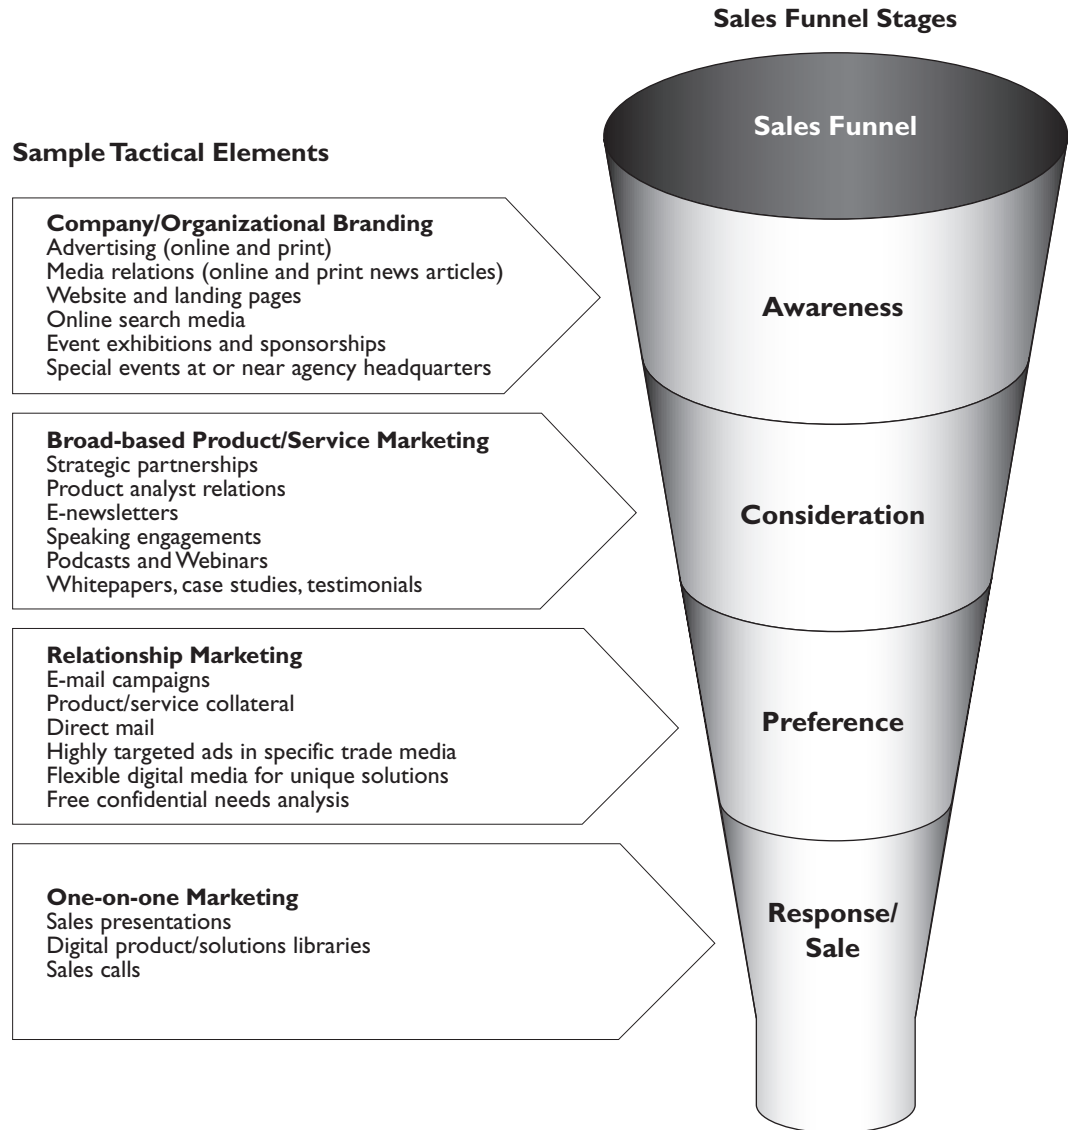 Sales Funnel Stages
Sales Funnel
Sample Tactical Elements
Company/Organizational Branding
Advertising (online and print)
Media relations (online and print news articles)
Website and landing pages
Online search media
Event exhibitions and sponsorships
Special events at or near agency headquarters
Awareness
Broad-based Product/Service Marketing
Strategic partnerships
Product analyst relations
E-newsletters
Speaking engagements
Podcasts and Webinars
Whitepapers, case studies, testimonials
Consideration
Relationship Marketing
E-mail campaigns
Product/service collateral
Direct mail
Highly targeted ads in specific trade media
Flexible digital media for unique solutions
Free confidential needs analysis
Preference
One-on-one Marketing
Sales presentations
Digital product/solutions libraries
Sales calls
Response/
Sale